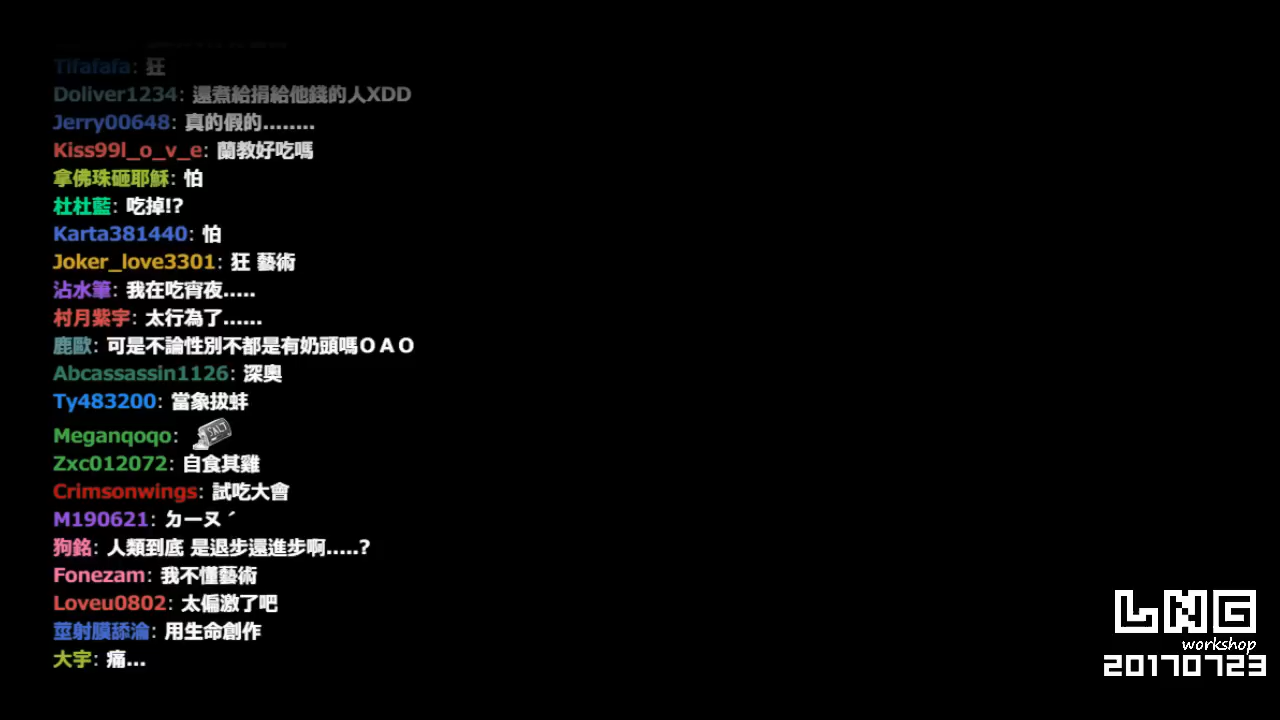 Tifafafa: 狂
Doliver1234: 還煮給捐給他錢的人XDD
Jerry00648: 真的假的........
Kiss99l_o_v_e: 蘭教好吃嗎
拿佛珠砸耶穌: 怕
杜杜藍: 吃掉!?
Karta381440: 怕
Joker_love3301: 狂 藝術
沾水筆: 我在吃宵夜.....
村月紫宇: 太行為了......
鹿歐: 可是不論性別不都是有奶頭嗎ＯＡＯ
Abcassassin1126: 深奧
Ty483200: 當象拔蚌
Meganqoqo: SALT
Zxc012072: 自食其雞
Crimsonwings: 試吃大會
M190621: ㄉㄧㄡˊ
狗銘: 人類到底 是退步還進步啊.....?
Fonezam: 我不懂藝術
Loveu0802: 太偏激了吧
莖射膜舔淪: 用生命創作
大宇: 痛...
LNG
workshop
20170723